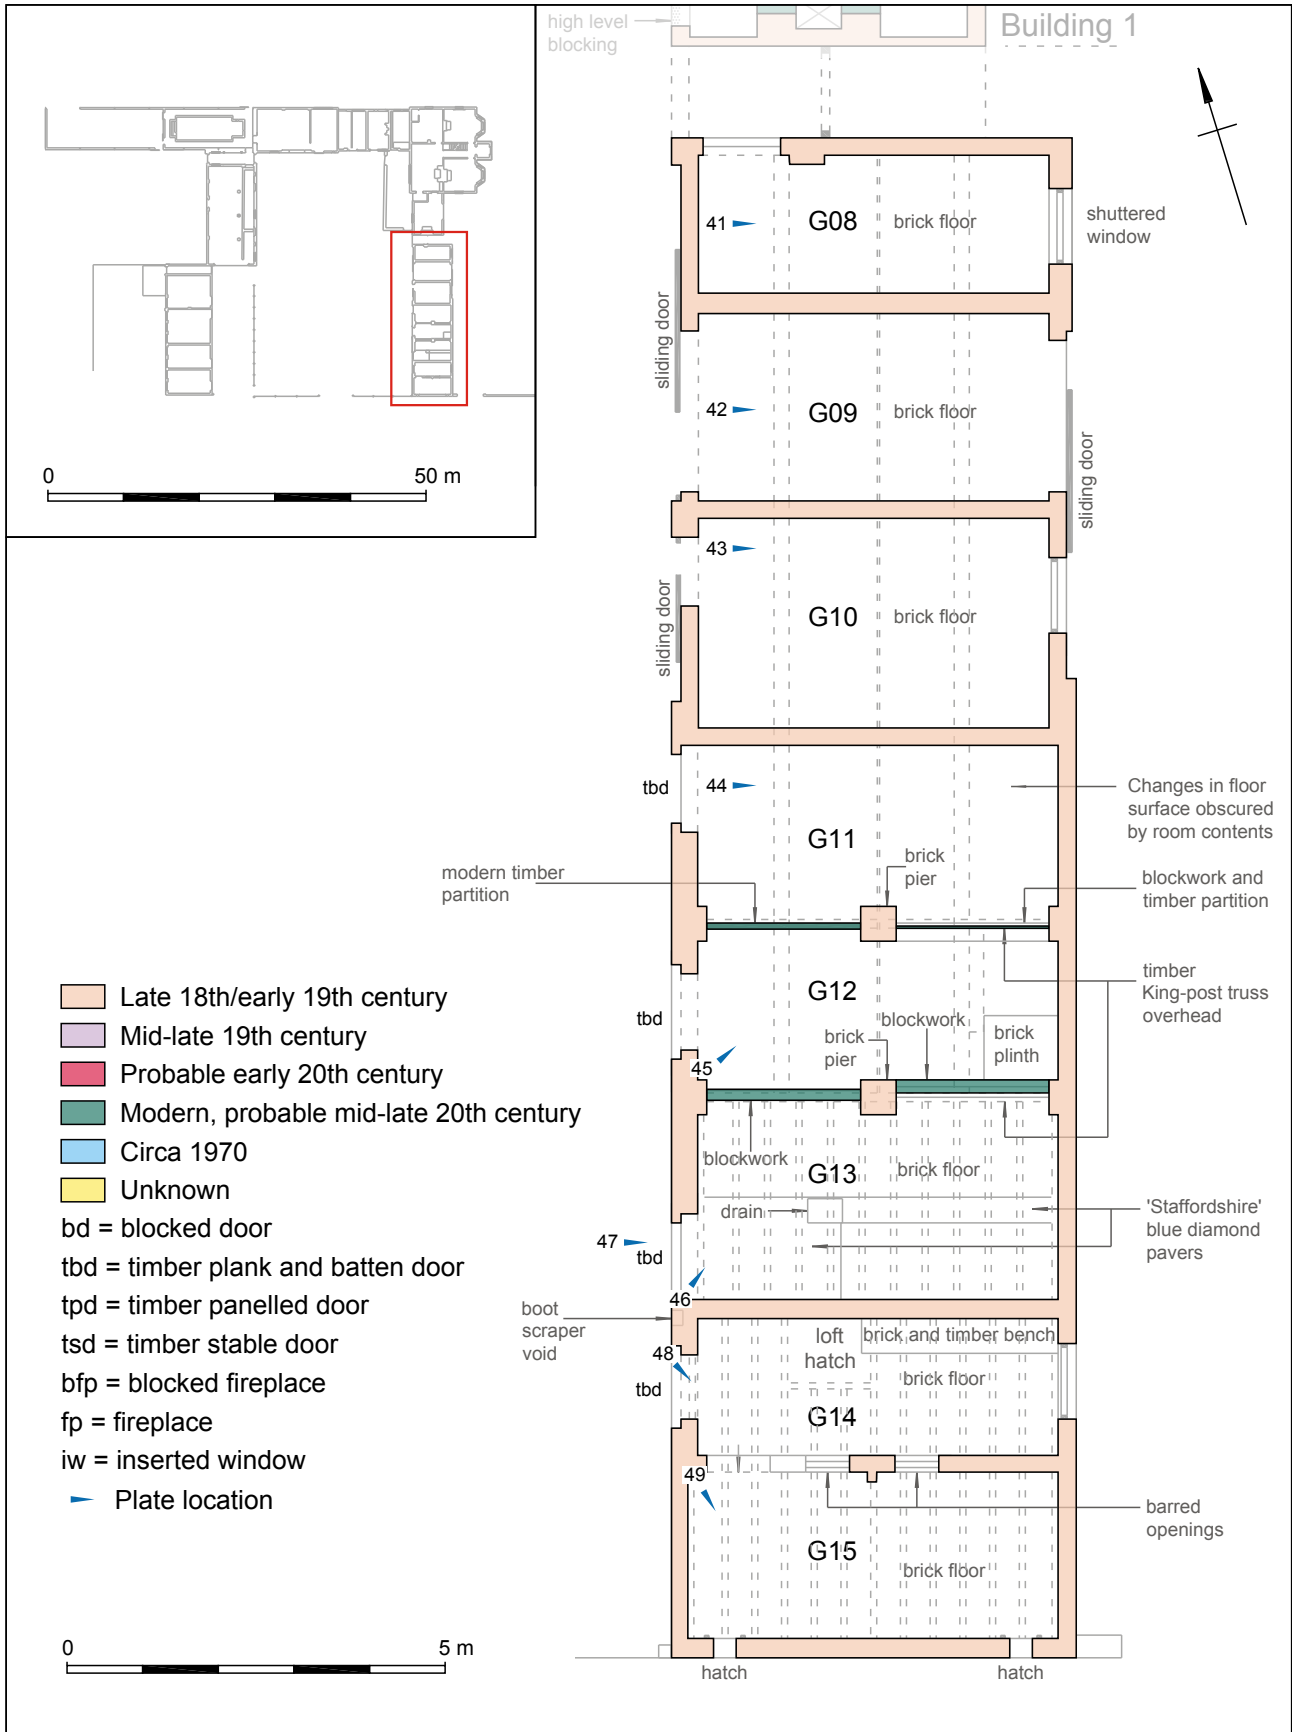 high level
blocking
Building 1
0
50 m
41
G08
brick floor
shuttered
window
sliding door
42
G09
brick floor
sliding door
43
G10
brick floor
sliding door
tbd
44
G11
Changes in floor
surface obscured
by room contents
brick
pier
modern timber
partition
blockwork and
timber partition
G12
timber
King-post truss
overhead
tbd
brick
pier
blockwork
brick
plinth
45
blockwork
G13
brick floor
drain
'Staffordshire'
blue diamond
pavers
47
tbd
46
boot
scraper
void
loft
hatch
brick and timber bench
48
tbd
brick floor
G14
49
barred
openings
G15
brick floor
hatch
hatch
Late 18th/early 19th century
Mid-late 19th century
Probable early 20th century
Modern, probable mid-late 20th century
Circa 1970
Unknown
bd = blocked door
tbd = timber plank and batten door
tpd = timber panelled door
tsd = timber stable door
bfp = blocked fireplace
fp = fireplace
iw = inserted window
Plate location
0
5 m